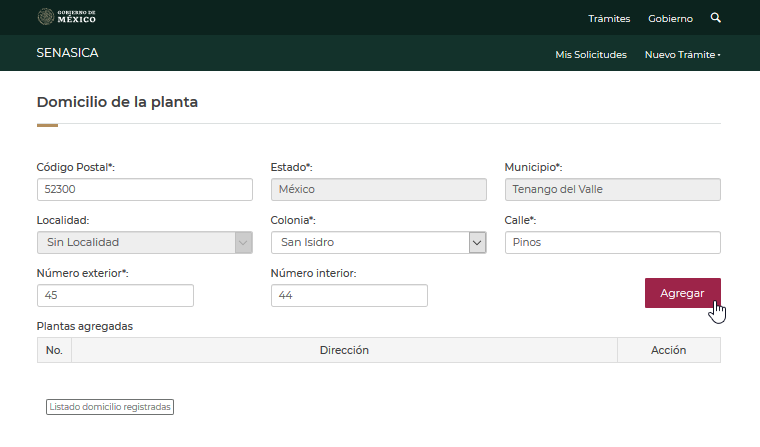 GOBIERNO DE
MÉXICO
Trámites
Gobierno
SENASICA
Mis Solicitudes
Nuevo Trámite
Domicilio de la planta
Código Postal*:
Estado*:
Municipio*:
52300
México
Tenango del Valle
Localidad:
Colonia*:
Calle*:
Sin Localidad
San Isidro
Pinos
Número exterior*:
Número interior:
45
44
Agregar
Plantas agregadas
No.
Dirección
Acción
Listado domicilio registradas